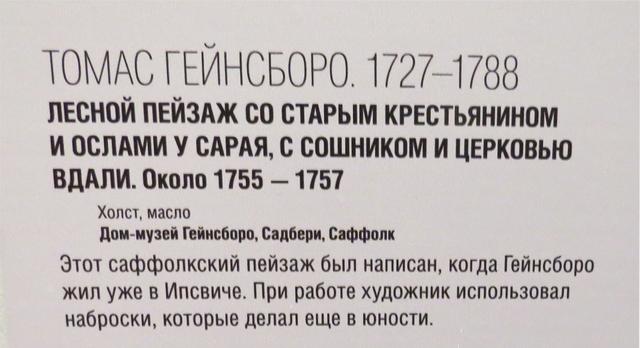 ТОМАС ГЕЙНСБОРО. 1727–1788
ЛЕСНОЙ ПЕЙЗАЖ СО СТАРЫМ КРЕСТЬЯНИНОМ
И ОСЛАМИ У САРАЯ, С СОШНИКОМ И ЦЕРКОВЬЮ
ВДАЛИ. Около 1755 – 1757
Холст, масло
Дом-музей Гейнсборо, Садбери, Саффолк
Этот саффолкский пейзаж был написан, когда Гейнсборо
жил уже в Ипсвиче. При работе художник использовал
наброски, которые делал еще в юности.